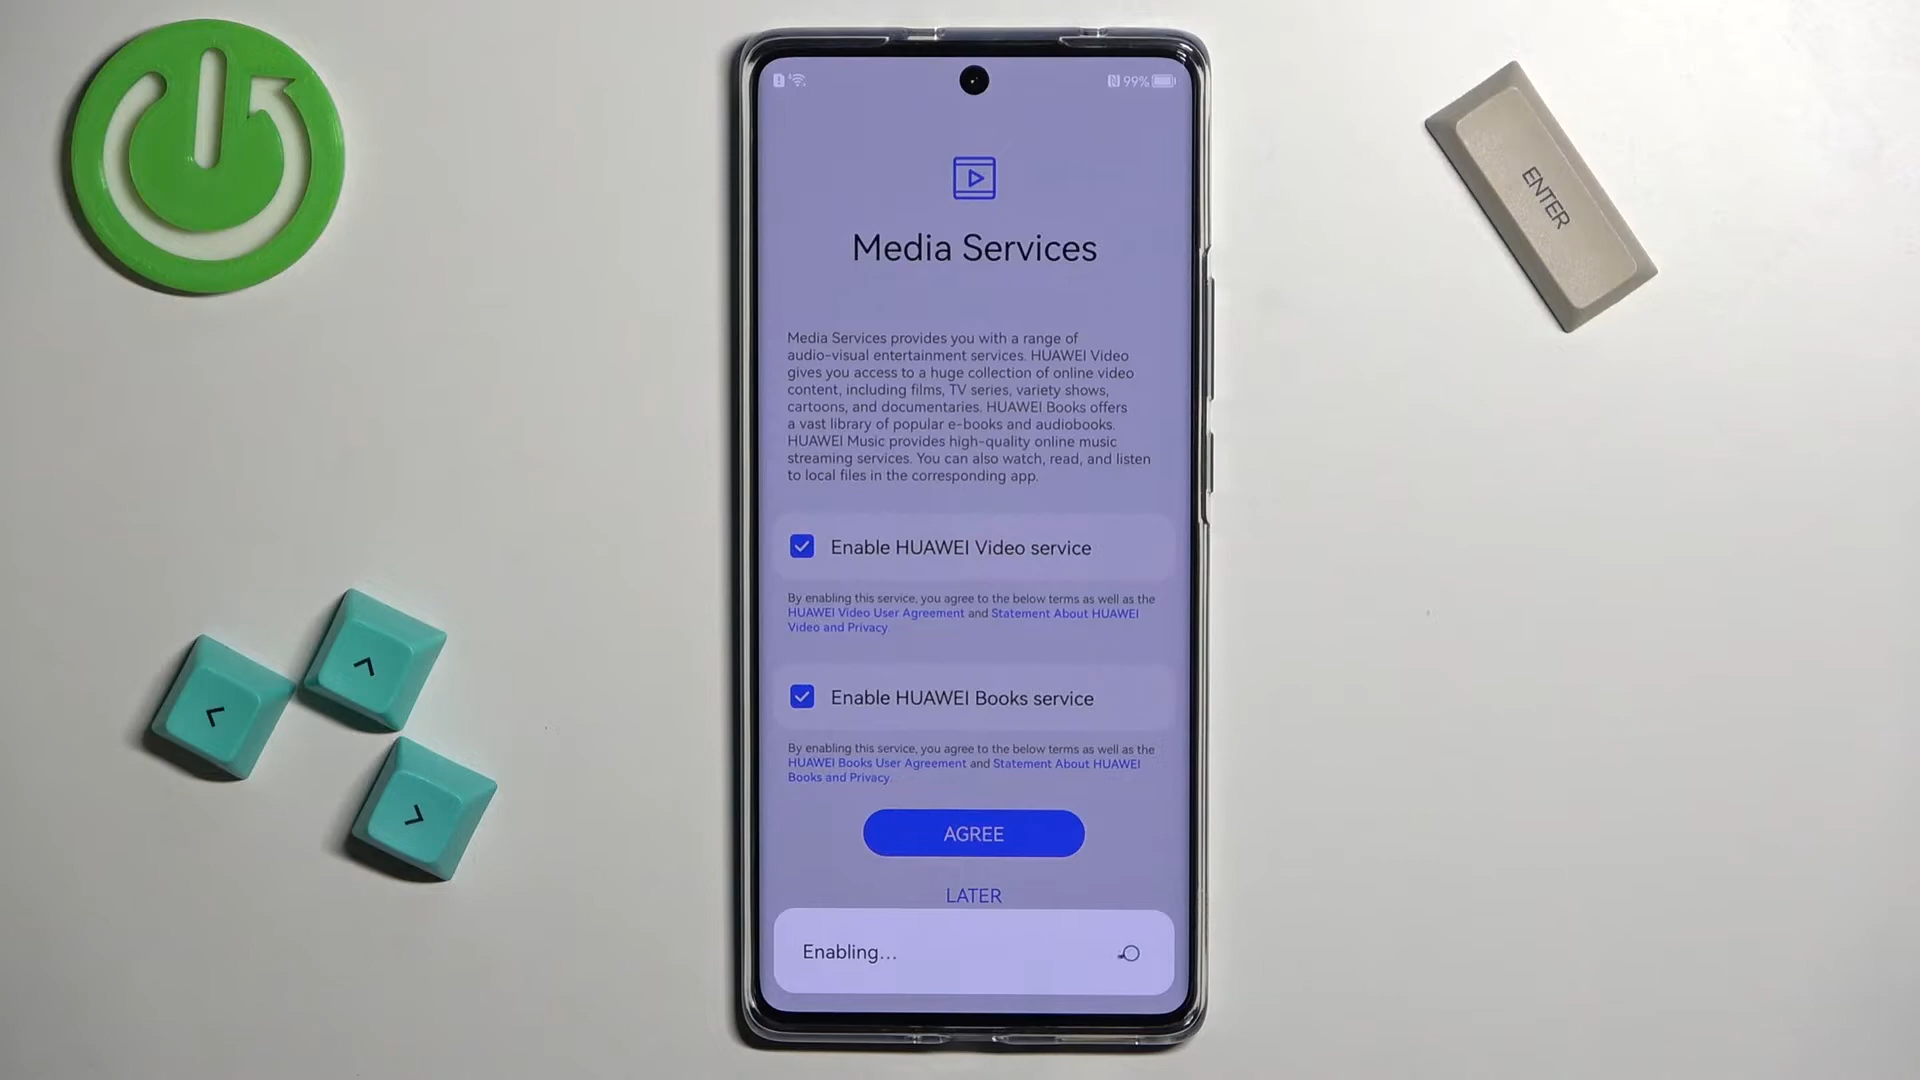 99%
Media Services
Media Services provides you with a range of
audio-visual entertainment services. HUAWEI Video
gives you access to a huge collection of online video
content, including films, TV series, variety shows,
cartoons, and documentaries. HUAWEI Books offers
a vast library of popular e-books and audiobooks.
HUAWEI Music provides high-quality online music
streaming services. You can also watch, read, and listen
to local files in the corresponding app.
Enable HUAWEI Video service
By enabling this service, you agree to the below terms as well as the
HUAWEI Video User Agreement and Statement About HUAWEI
Video and Privacy.
Enable HUAWEI Books service
By enabling this service, you agree to the below terms as well as the
HUAWEI Books User Agreement and Statement About HUAWEI
Books and Privacy.
AGREE
LATER
Enabling...
ENTER